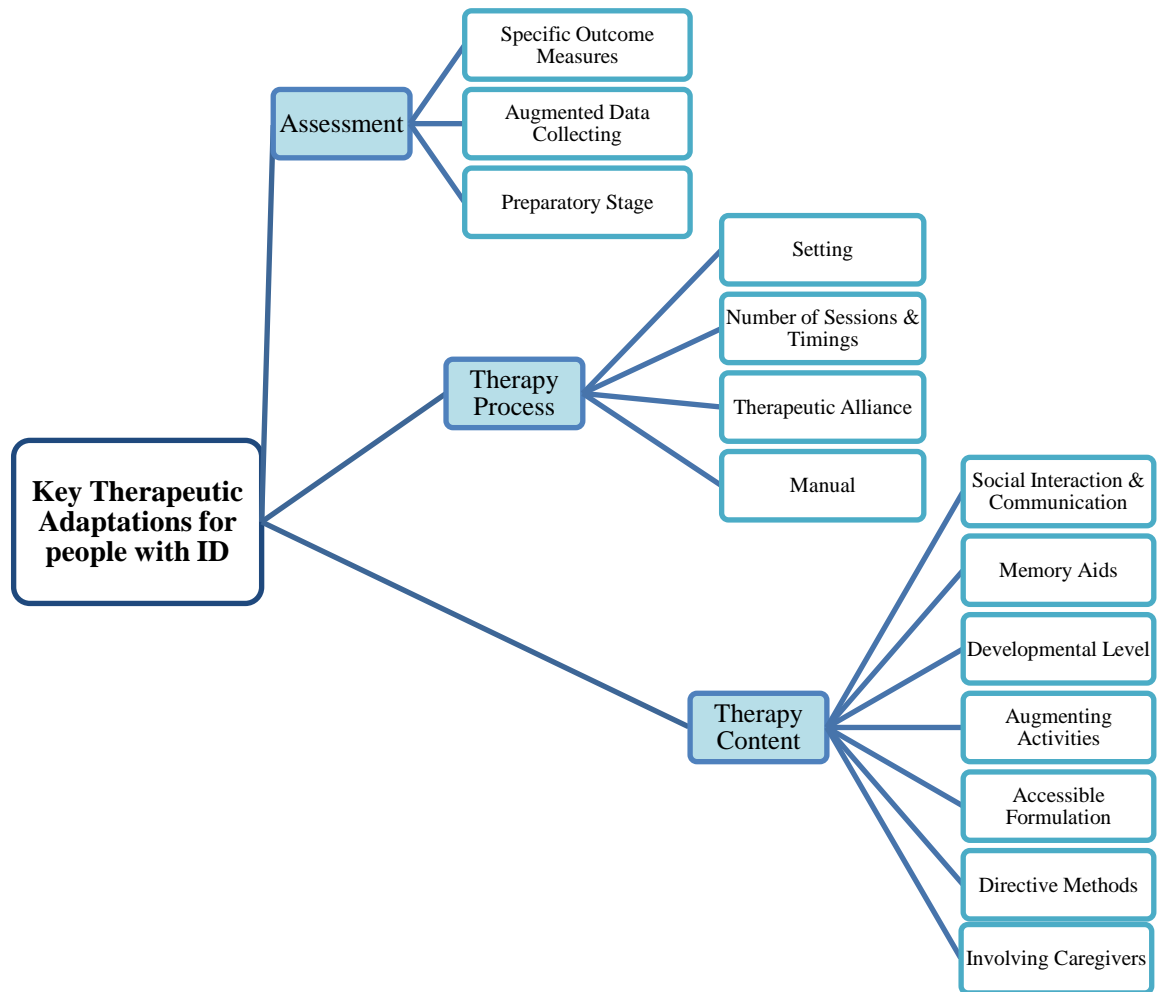 Key Therapeutic
Adaptations for
people with ID
Assessment
Specific Outcome
Measures
Augmented Data
Collecting
Preparatory Stage
Therapy
Process
Setting
Number of Sessions &
Timings
Therapeutic Alliance
Manual
Therapy
Content
Social Interaction &
Communication
Memory Aids
Developmental Level
Augmenting
Activities
Accessible
Formulation
Directive Methods
Involving Caregivers